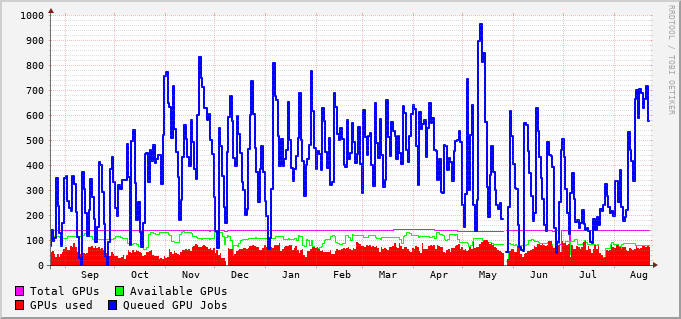 1000
900
800
700
600
500
400
300
200
100
0
Sep Oct Nov Dec Jan Feb Mar Apr May Jun Jul Aug
Total GPUs Available GPUs
GPUs used Queued GPU Jobs
RRDTOOL / TOBI OETIKER